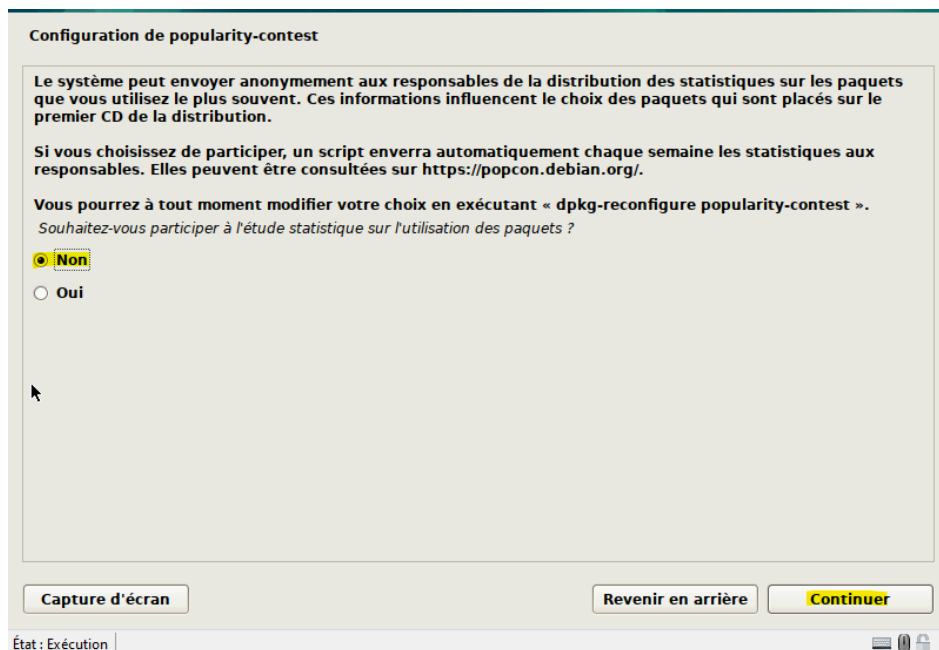 Configuration de popularity-contest
Le système peut envoyer anonymement aux responsables de la distribution des statistiques sur les paquets
que vous utilisez le plus souvent. Ces informations influencent le choix des paquets qui sont placés sur le
premier CD de la distribution.
Si vous choisissez de participer, un script enverra automatiquement chaque semaine les statistiques aux
responsables. Elles peuvent être consultées sur https://popcon.debian.org/.
Vous pourrez à tout moment modifier votre choix en exécutant « dpkg-reconfigure popularity-contest ».
Souhaitez-vous participer à l'étude statistique sur l'utilisation des paquets ?
Non
Oui
Capture d'écran
Revenir en arrière
Continuer
État : Exécution